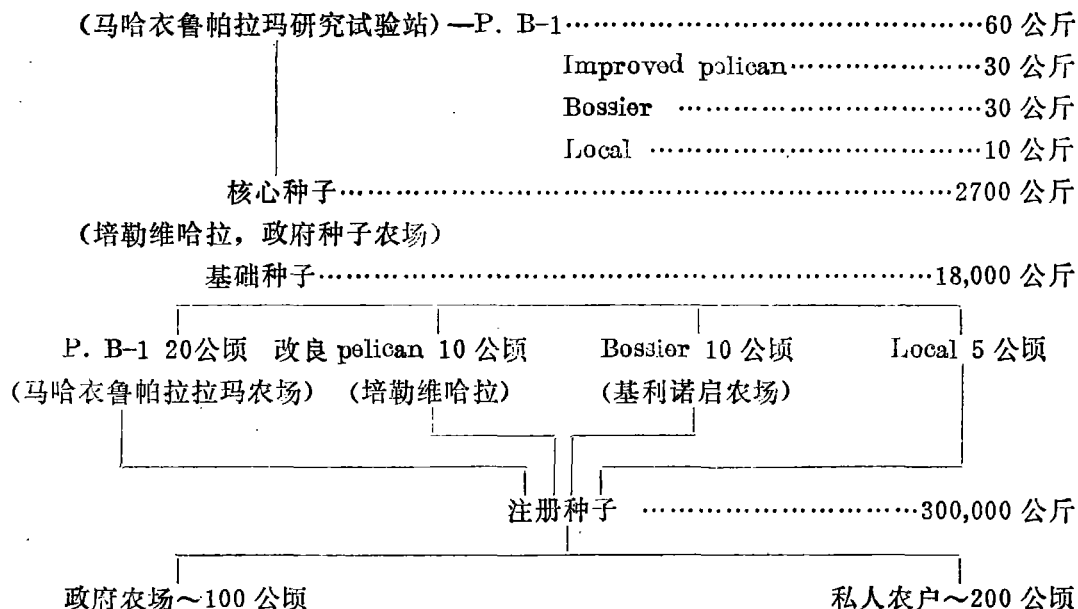 (马哈衣鲁帕拉玛研究试验站)—P. B-1……………………………………60 公斤
Improved pelican…………………30 公斤
Bossier …………………………30 公斤
Local ……………………………10 公斤
核心种子………………………………………………………2700 公斤
(培勒维哈拉,政府种子农场)
基础种子………………………………………………………18,000 公斤
P. B-1 20公顷 改良 pelican 10 公顷 Bossier 10 公顷 Local 5 公顷
(马哈衣鲁帕拉拉玛农场) (培勒维哈拉) (基利诺启农场)
注册种子 …………………………300,000 公斤
政府农场~100 公顷 私人农户~200 公顷